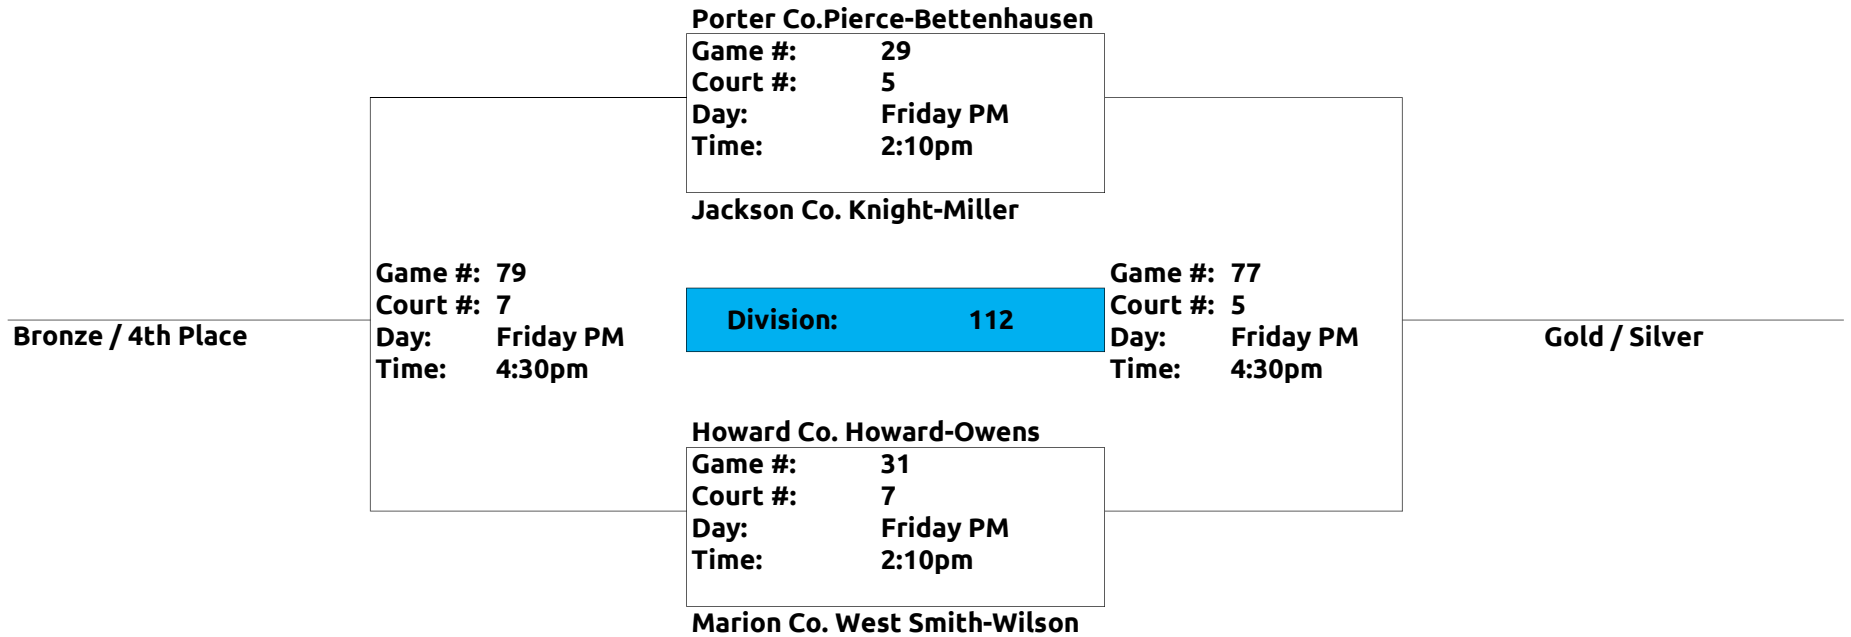 Porter Co.Pierce-Bettenhausen
Game #: 29
Court #: 5
Day: Friday PM
Time: 2:10pm
Jackson Co. Knight-Miller
Game #: 79
Court #: 7
Day: Friday PM
Time: 4:30pm
Bronze / 4th Place
Division: 112
Game #: 77
Court #: 5
Day: Friday PM
Time: 4:30pm
Gold / Silver
Howard Co. Howard-Owens
Game #: 31
Court #: 7
Day: Friday PM
Time: 2:10pm
Marion Co. West Smith-Wilson